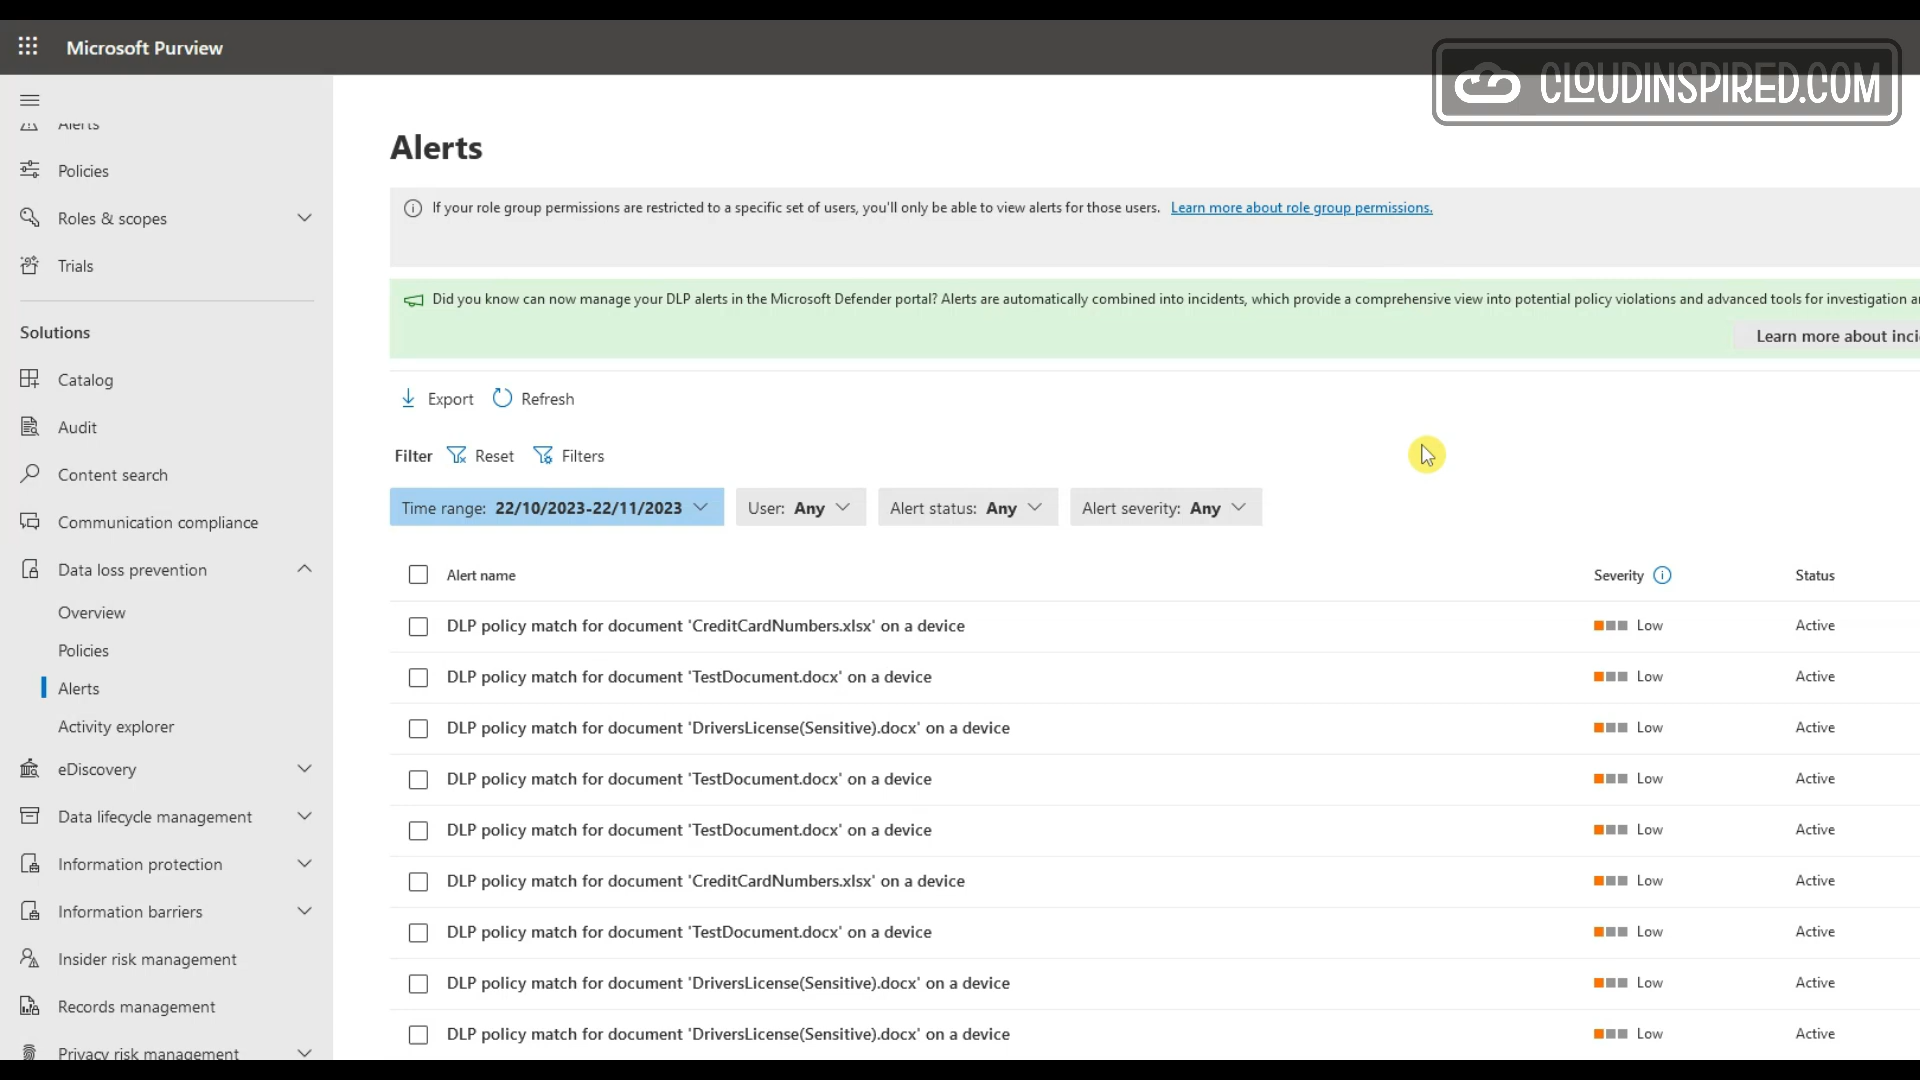 Microsoft Purview
CLOUDINSPIRED.COM
Alerts
Policies
Roles & scopes
Trials
Solutions
Catalog
Audit
Content search
Communication compliance
Data loss prevention
Overview
Policies
Alerts
Activity explorer
eDiscovery
Data lifecycle management
Information protection
Information barriers
Insider risk management
Records management
Privacy risk management
Alerts
If your role group permissions are restricted to a specific set of users, you'll only be able to view alerts for those users. Learn more about role group permissions.
Did you know can now manage your DLP alerts in the Microsoft Defender portal? Alerts are automatically combined into incidents, which provide a comprehensive view into potential policy violations and advanced tools for investigation
Learn more about
Export Refresh
Filter Reset Filters
Time range: 22/10/2023-22/11/2023 User: Any Alert status: Any Alert severity: Any
Alert name Severity Status
DLP policy match for document 'CreditCardNumbers.xlsx' on a device Low Active
DLP policy match for document 'TestDocument.docx' on a device Low Active
DLP policy match for document 'DriversLicense(Sensitive).docx' on a device Low Active
DLP policy match for document 'TestDocument.docx' on a device Low Active
DLP policy match for document 'TestDocument.docx' on a device Low Active
DLP policy match for document 'CreditCardNumbers.xlsx' on a device Low Active
DLP policy match for document 'TestDocument.docx' on a device Low Active
DLP policy match for document 'DriversLicense(Sensitive).docx' on a device Low Active
DLP policy match for document 'DriversLicense(Sensitive).docx' on a device Low Active